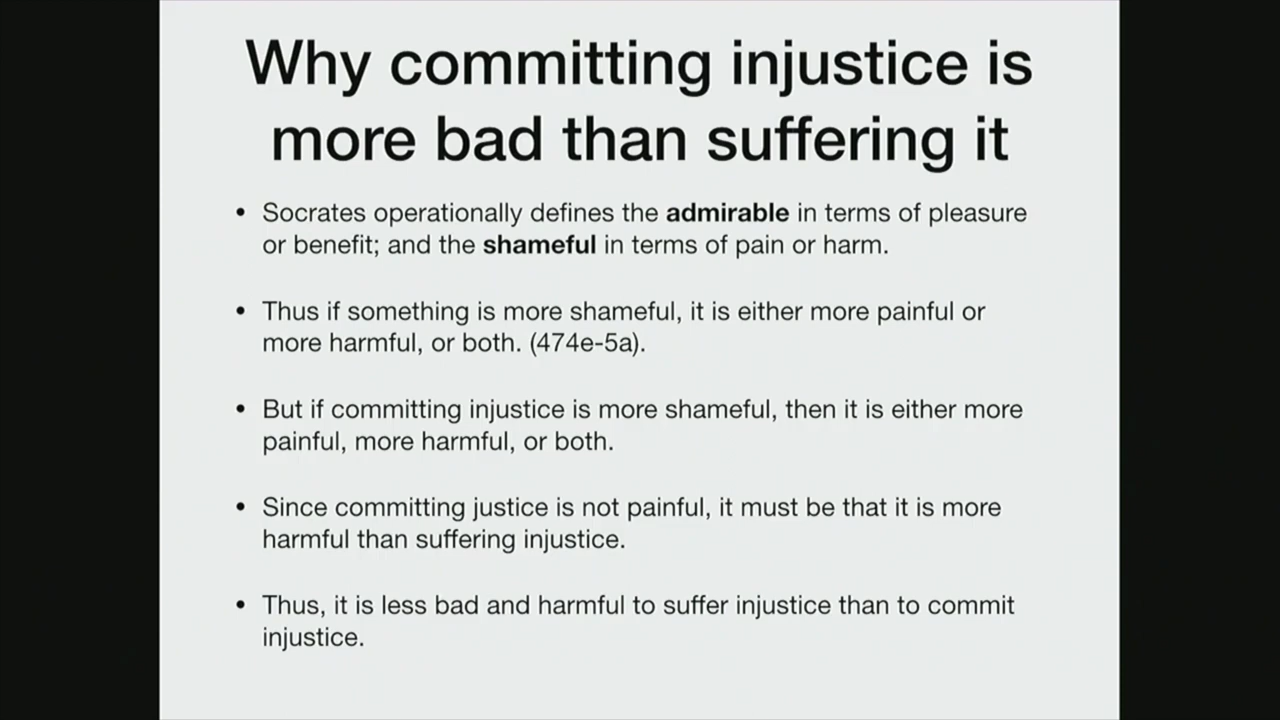 Why committing injustice is
more bad than suffering it
• Socrates operationally defines the admirable in terms of pleasure
or benefit; and the shameful in terms of pain or harm.
• Thus if something is more shameful, it is either more painful or
more harmful, or both. (474e-5a).
• But if committing injustice is more shameful, then it is either more
painful, more harmful, or both.
• Since committing justice is not painful, it must be that it is more
harmful than suffering injustice.
• Thus, it is less bad and harmful to suffer injustice than to commit
injustice.